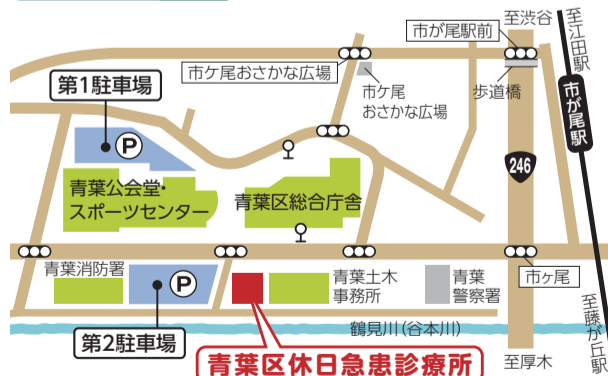 至渋谷
至江田駅
市が尾駅前
市ケ尾おさかな広場
市ケ尾
おさかな広場
歩道橋
第1駐車場
P
市が尾駅
246
青葉公会堂・
スポーツセンター
青葉区総合庁舎
青葉消防署
P
青葉土木
事務所
青葉
警察署
市ヶ尾
至藤が丘駅
鶴見川(谷本川)
第2駐車場
青葉区休日急患診療所
至厚木